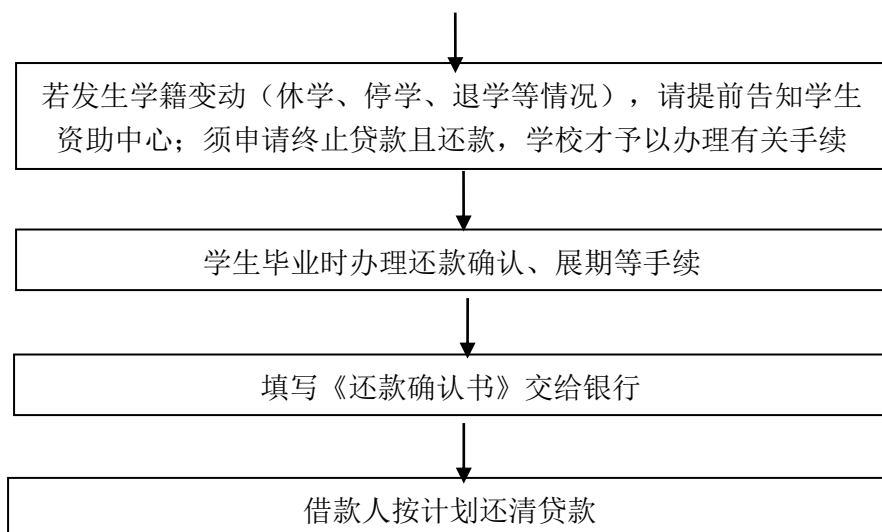 若发生学籍变动（休学、停学、退学等情况），请提前告知学生
资助中心；须申请终止贷款且还款，学校才予以办理有关手续
学生毕业时办理还款确认、展期等手续
填写《还款确认书》交给银行
借款人按计划还清贷款